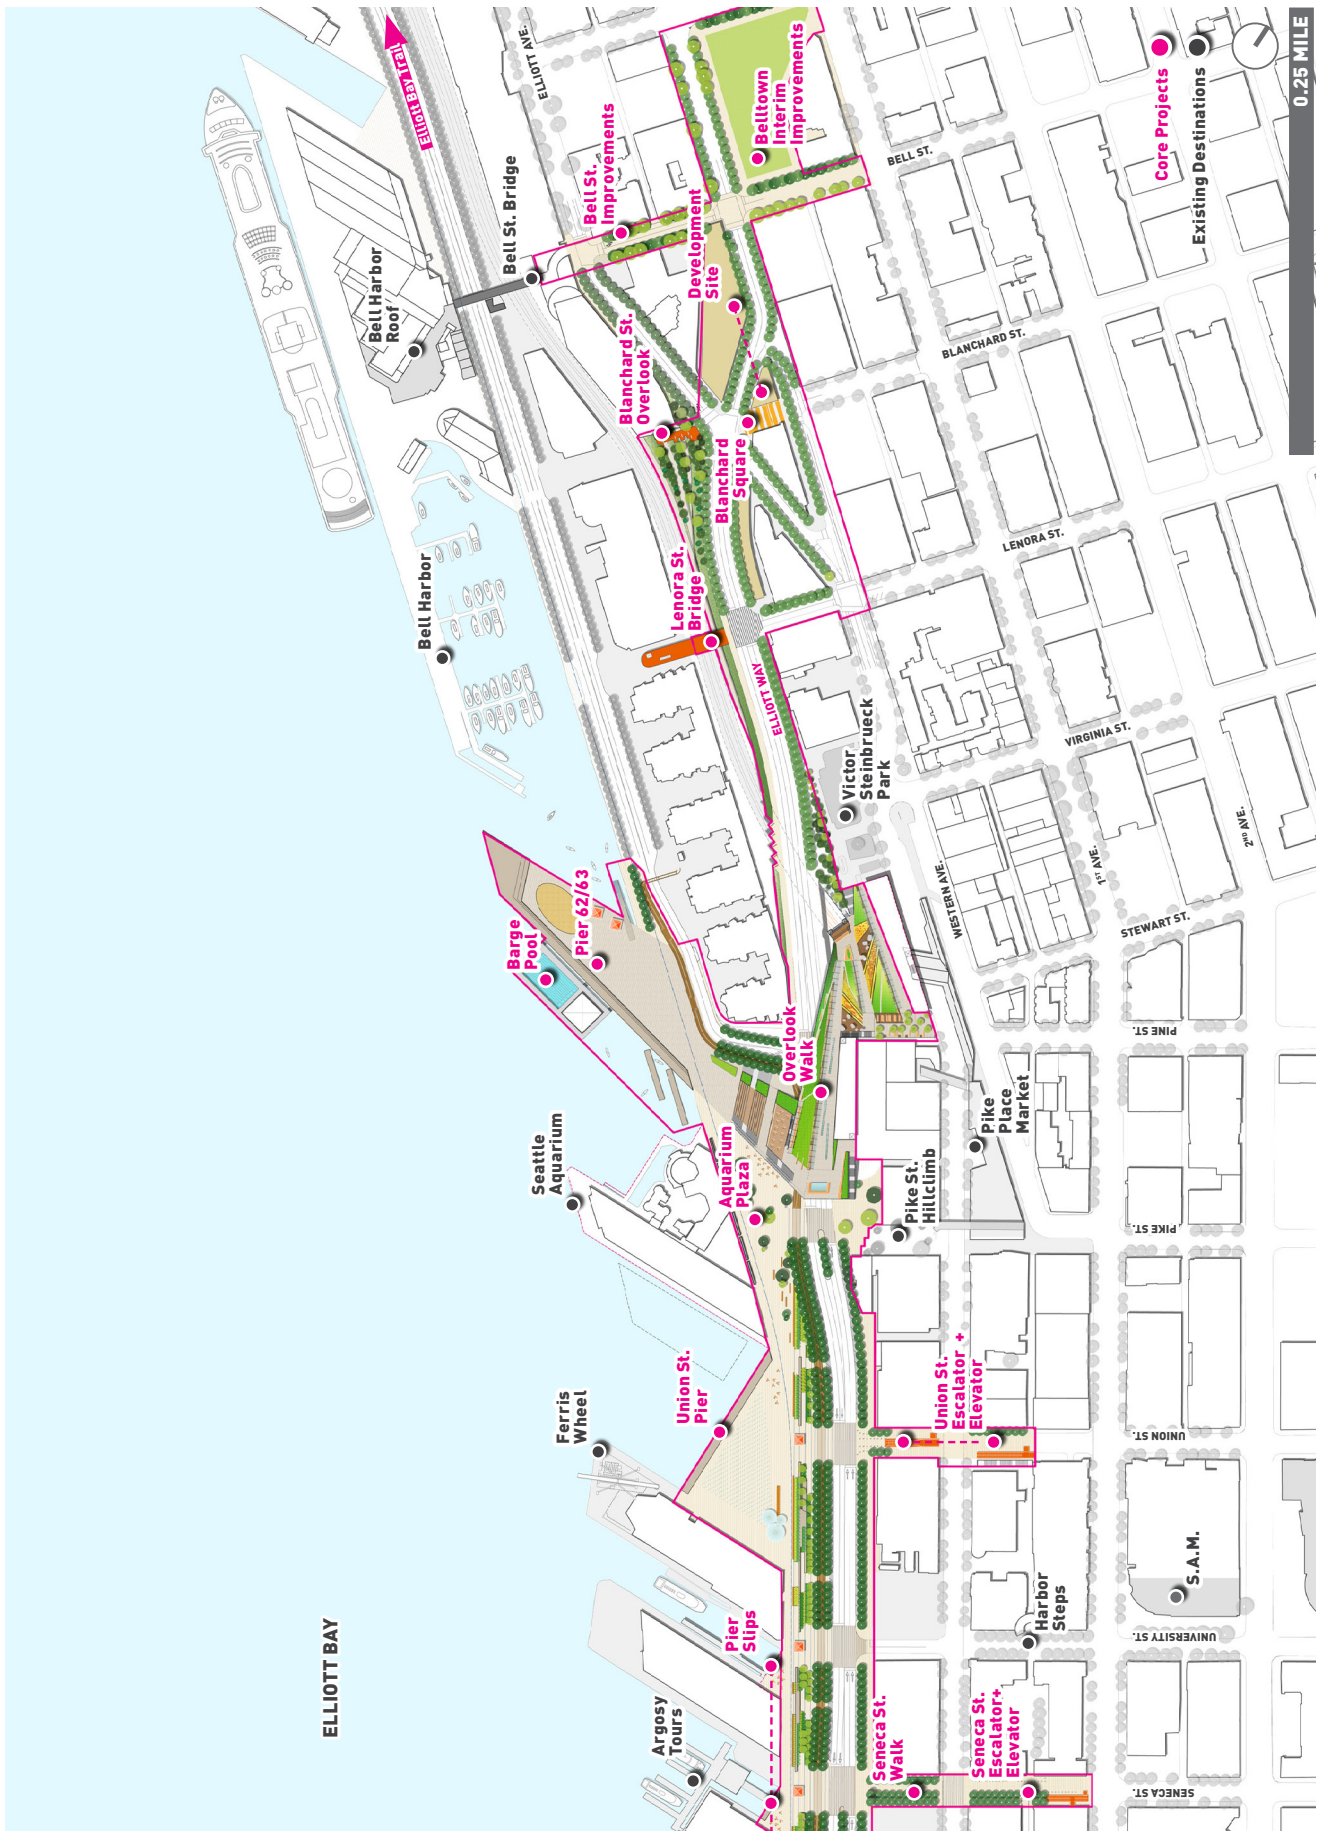 ELLIOTT BAY
Argosy
Tours
Pier
Slips
Seneca St.
Walk
Seneca St.
Escalator+
Elevator
SENECA ST.
Harbor
Steps
UNIVERSITY ST.
S.A.M.
Ferris
Wheel
Union St.
Pier
Union St.
Escalator +
Elevator
UNION ST.
Seattle
Aquarium
Aquarium
Plaza
Pike St.
Hillclimb
PIKE ST.
Pike
Place
Market
Overlook
Walk
PINE ST.
Barge
Pool
Pier 62/63
STEWART ST.
WESTERN AVE.
1ST AVE.
2ND AVE.
Victor
Steinbrueck
Park
VIRGINIA ST.
ELLIOTT WAY
Bell Harbor
Lenora St.
Bridge
LENORA ST.
Blanchard
Square
Blanchard St.
Overlook
BLANCHARD ST.
Bell Harbor
Roof
Development
Site
Bell St. Bridge
Bell St.
Improvements
BELL ST.
Belltown
Interim
Improvements
ELLIOTT AVE.
Elliott Bay Trail
Core Projects
Existing Destinations
0.25 MILE